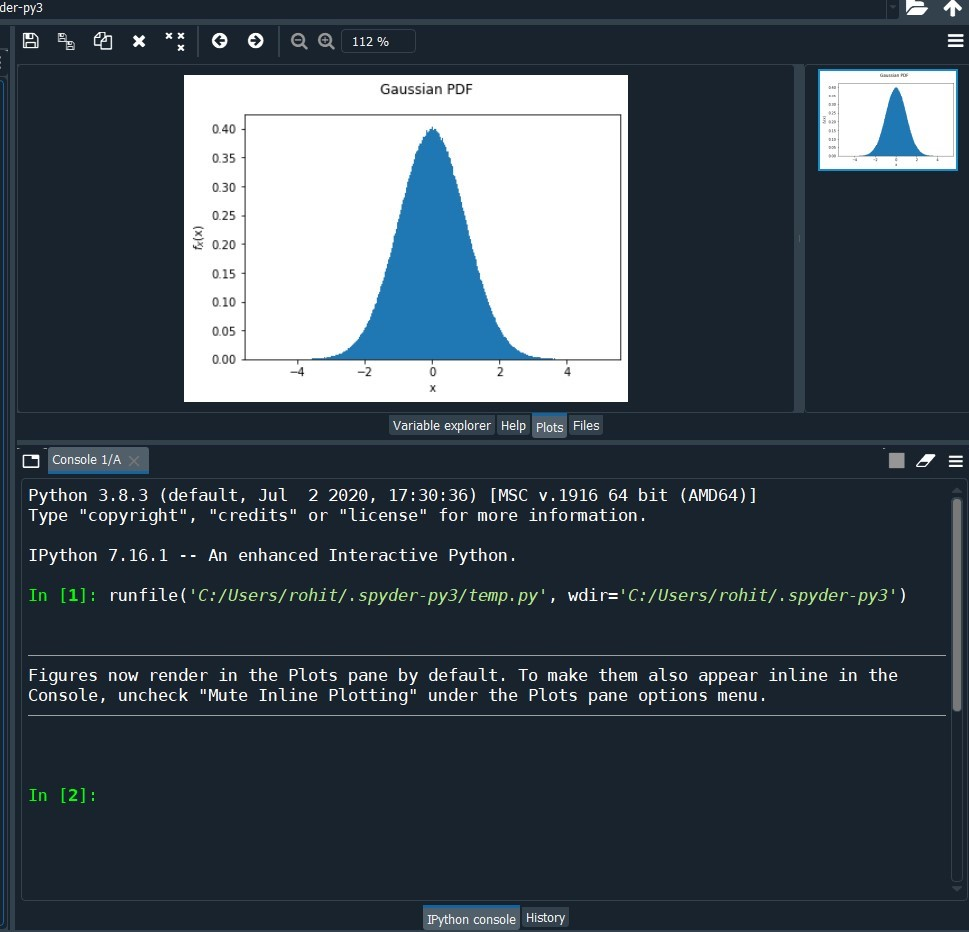 der-py3
112 %
Gaussian PDF
0.40
0.35
0.30
0.25
0.20
0.15
0.10
0.05
0.00
fₓ(x)
−4 −2 0 2 4
x
Gaussian PDF
Variable explorer Help Plots Files
Console 1/A
Python 3.8.3 (default, Jul  2 2020, 17:30:36) [MSC v.1916 64 bit (AMD64)]
Type "copyright", "credits" or "license" for more information.
IPython 7.16.1 -- An enhanced Interactive Python.
In [1]: runfile('C:/Users/rohit/.spyder-py3/temp.py', wdir='C:/Users/rohit/.spyder-py3')
Figures now render in the Plots pane by default. To make them also appear inline in the
Console, uncheck "Mute Inline Plotting" under the Plots pane options menu.
In [2]:
IPython console History